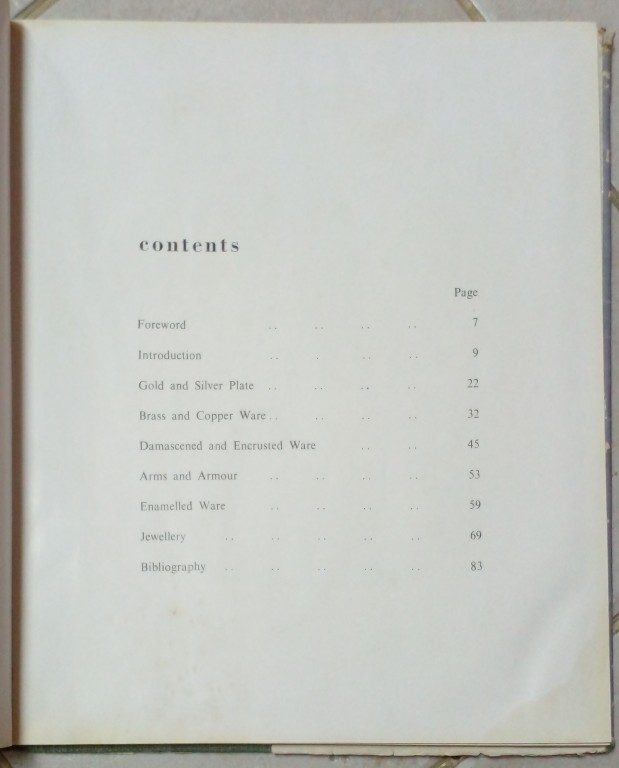 contents
Page
Foreword .. .. .. .. 7
Introduction .. . .. .. 9
Gold and Silver Plate .. .. .. .. 22
Brass and Copper Ware .. .. .. .. 32
Damascened and Encrusted Ware .. .. 45
Arms and Armour .. .. .. .. 53
Enamelled Ware .. .. .. .. 59
Jewellery .. .. .. .. .. 69
Bibliography .. .. .. .. .. 83